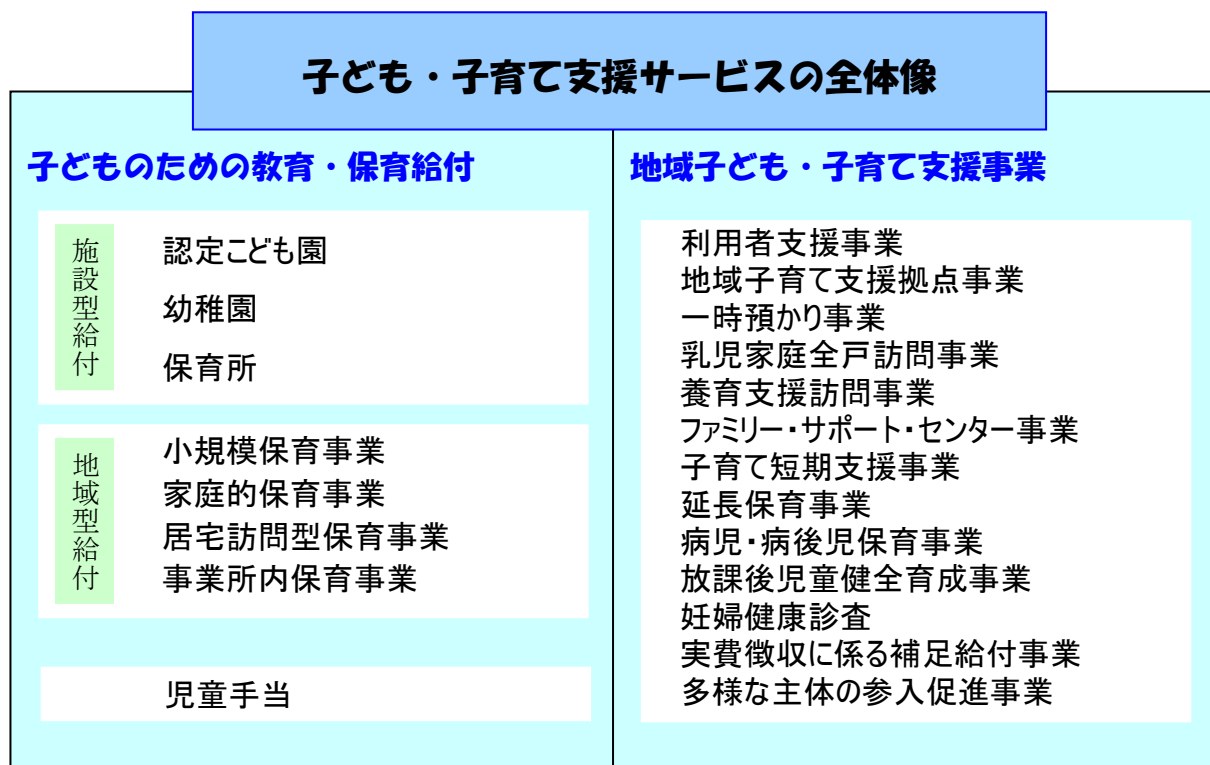 子ども・子育て支援サービスの全体像
子どものための教育・保育給付
施設型給付
認定こども園
幼稚園
保育所
地域型給付
小規模保育事業
家庭的保育事業
居宅訪問型保育事業
事業所内保育事業
児童手当
地域子ども・子育て支援事業
利用者支援事業
地域子育て支援拠点事業
一時預かり事業
乳児家庭全戸訪問事業
養育支援訪問事業
ファミリー・サポート・センター事業
子育て短期支援事業
延長保育事業
病児・病後児保育事業
放課後児童健全育成事業
妊婦健康診査
実費徴収に係る補足給付事業
多様な主体の参入促進事業